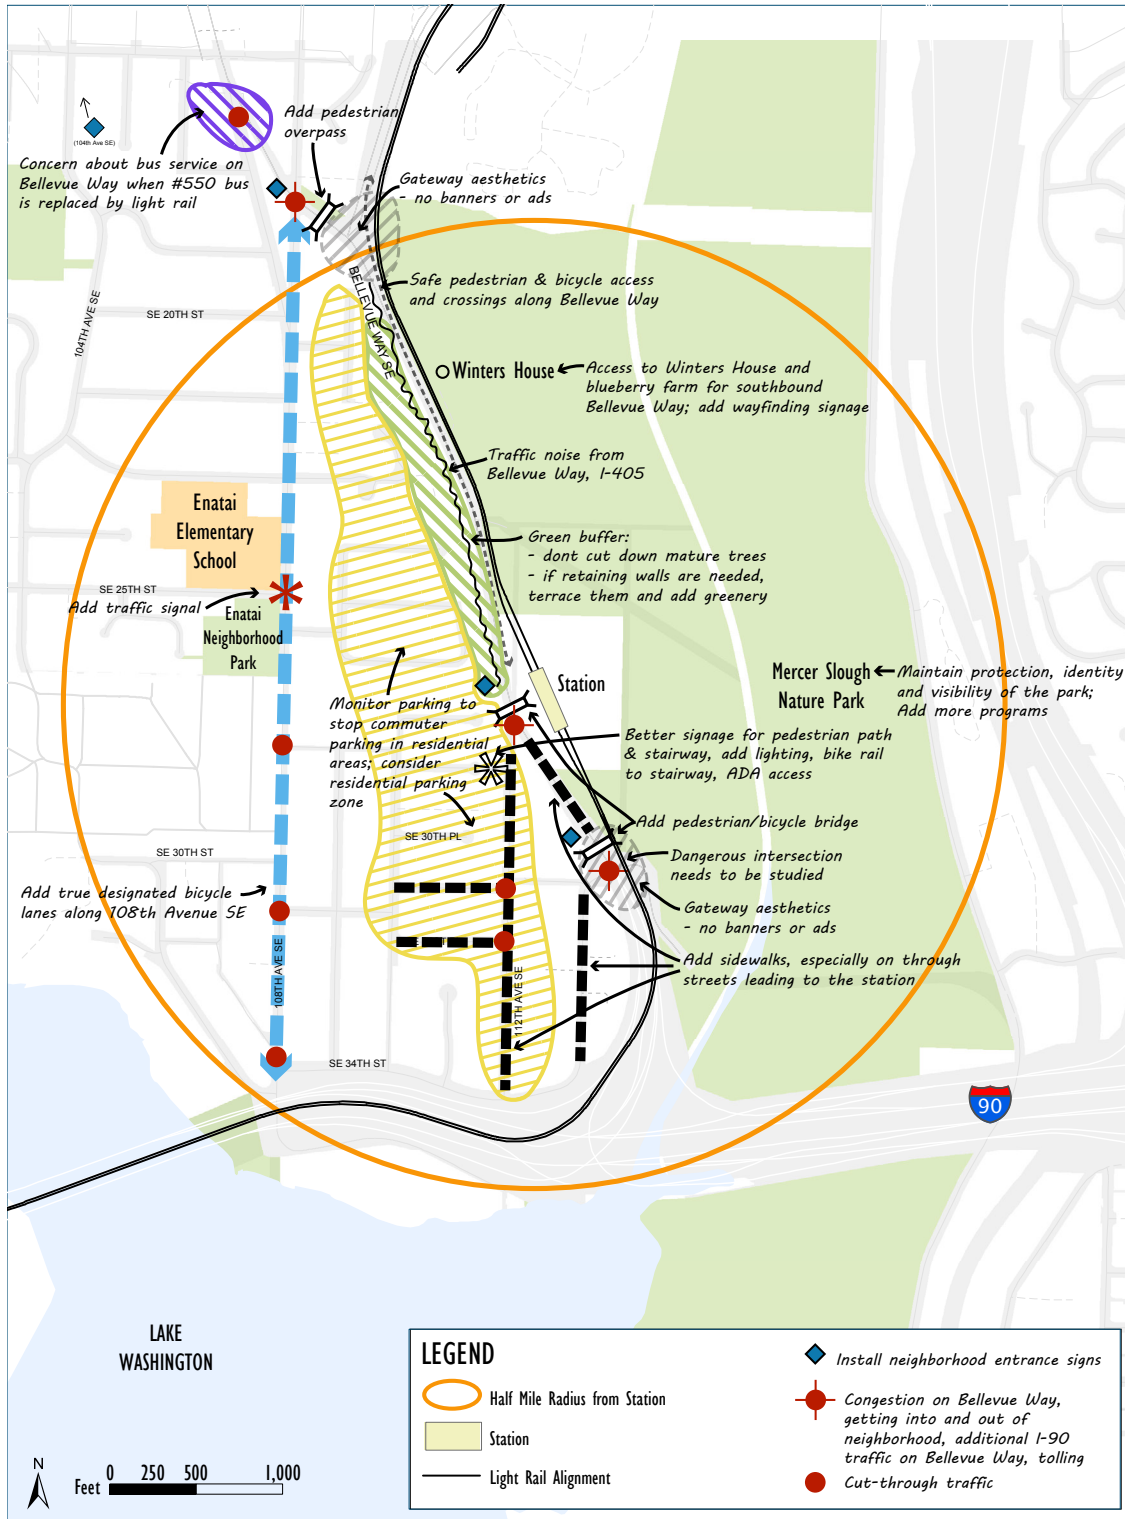 Add pedestrian
overpass
(104th Ave SE)
Concern about bus service on
Bellevue Way when #550 bus
is replaced by light rail
Gateway aesthetics
- no banners or ads
BELLEVUE WAY SE
Safe pedestrian & bicycle access
and crossings along Bellevue Way
104TH AVE SE
SE 20TH ST
Winters House
Access to Winters House and
blueberry farm for southbound
Bellevue Way; add wayfinding signage
Traffic noise from
Bellevue Way, I-405
Enatai
Elementary
School
Green buffer:
- dont cut down mature trees
- if retaining walls are needed,
terrace them and add greenery
SE 25TH ST
Add traffic signal
Enatai
Neighborhood
Park
Station
Mercer Slough
Nature Park
Maintain protection, identity
and visibility of the park;
Add more programs
Monitor parking to
stop commuter
parking in residential
areas; consider
residential parking
zone
Better signage for pedestrian path
& stairway, add lighting, bike rail
to stairway, ADA access
SE 30TH PL
Add pedestrian/bicycle bridge
SE 30TH ST
Dangerous intersection
needs to be studied
Add true designated bicycle
lanes along 108th Avenue SE
Gateway aesthetics
- no banners or ads
108TH AVE SE
112TH AVE SE
Add sidewalks, especially on through
streets leading to the station
SE 34TH ST
90
LAKE
WASHINGTON
LEGEND
Half Mile Radius from Station
Station
Light Rail Alignment
Install neighborhood entrance signs
Congestion on Bellevue Way,
getting into and out of
neighborhood, additional I-90
traffic on Bellevue Way, tolling
Cut-through traffic
N
Feet
0 250 500 1,000